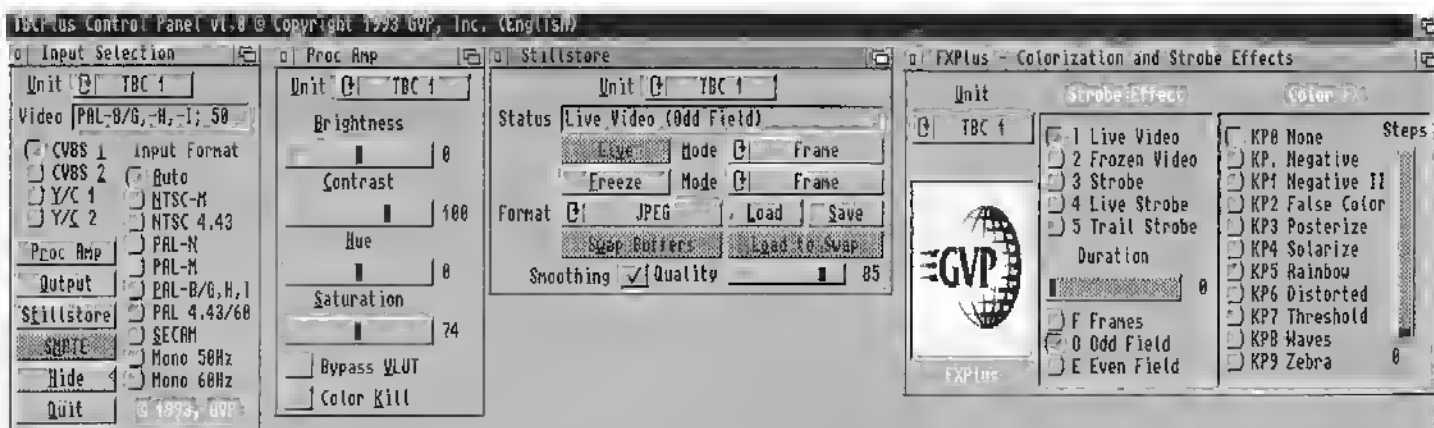 TBCPlus Control Panel v1.0 © Copyright 1993 GVP, Inc. (English)
Input Selection
Unit TBC 1
Video PAL-B/G,-H,-I; 50
CVBS 1
CVBS 2
Y/C 1
Y/C 2
Input Format
Auto
NTSC-M
NTSC 4.43
PAL-N
PAL-M
PAL-B/G,H,I
PAL 4.43/60
SECAM
Mono 50Hz
Mono 60Hz
Proc Amp
Output
Stillstore
SMPTE
Hide
Quit
© 1993, GVP
Proc Amp
Unit TBC 1
Brightness
0
Contrast
100
Hue
0
Saturation
74
Bypass VLUT
Color Kill
Stillstore
Unit TBC 1
Status Live Video (Odd Field)
Live Mode Frame
Freeze Mode Frame
Format JPEG Load Save
Swap Buffers Load to Swap
Smoothing Quality 85
FXPlus - Colorization and Strobe Effects
Unit
TBC 1
GVP
FXPlus
Strobe Effect
1 Live Video
2 Frozen Video
3 Strobe
4 Live Strobe
5 Trail Strobe
Duration
0
F Frames
O Odd Field
E Even Field
Color FX
KP0 None
KP. Negative
KP1 Negative II
KP2 False Color
KP3 Posterize
KP4 Solarize
KP5 Rainbow
KP6 Distorted
KP7 Threshold
KP8 Waves
KP9 Zebra
Steps
0